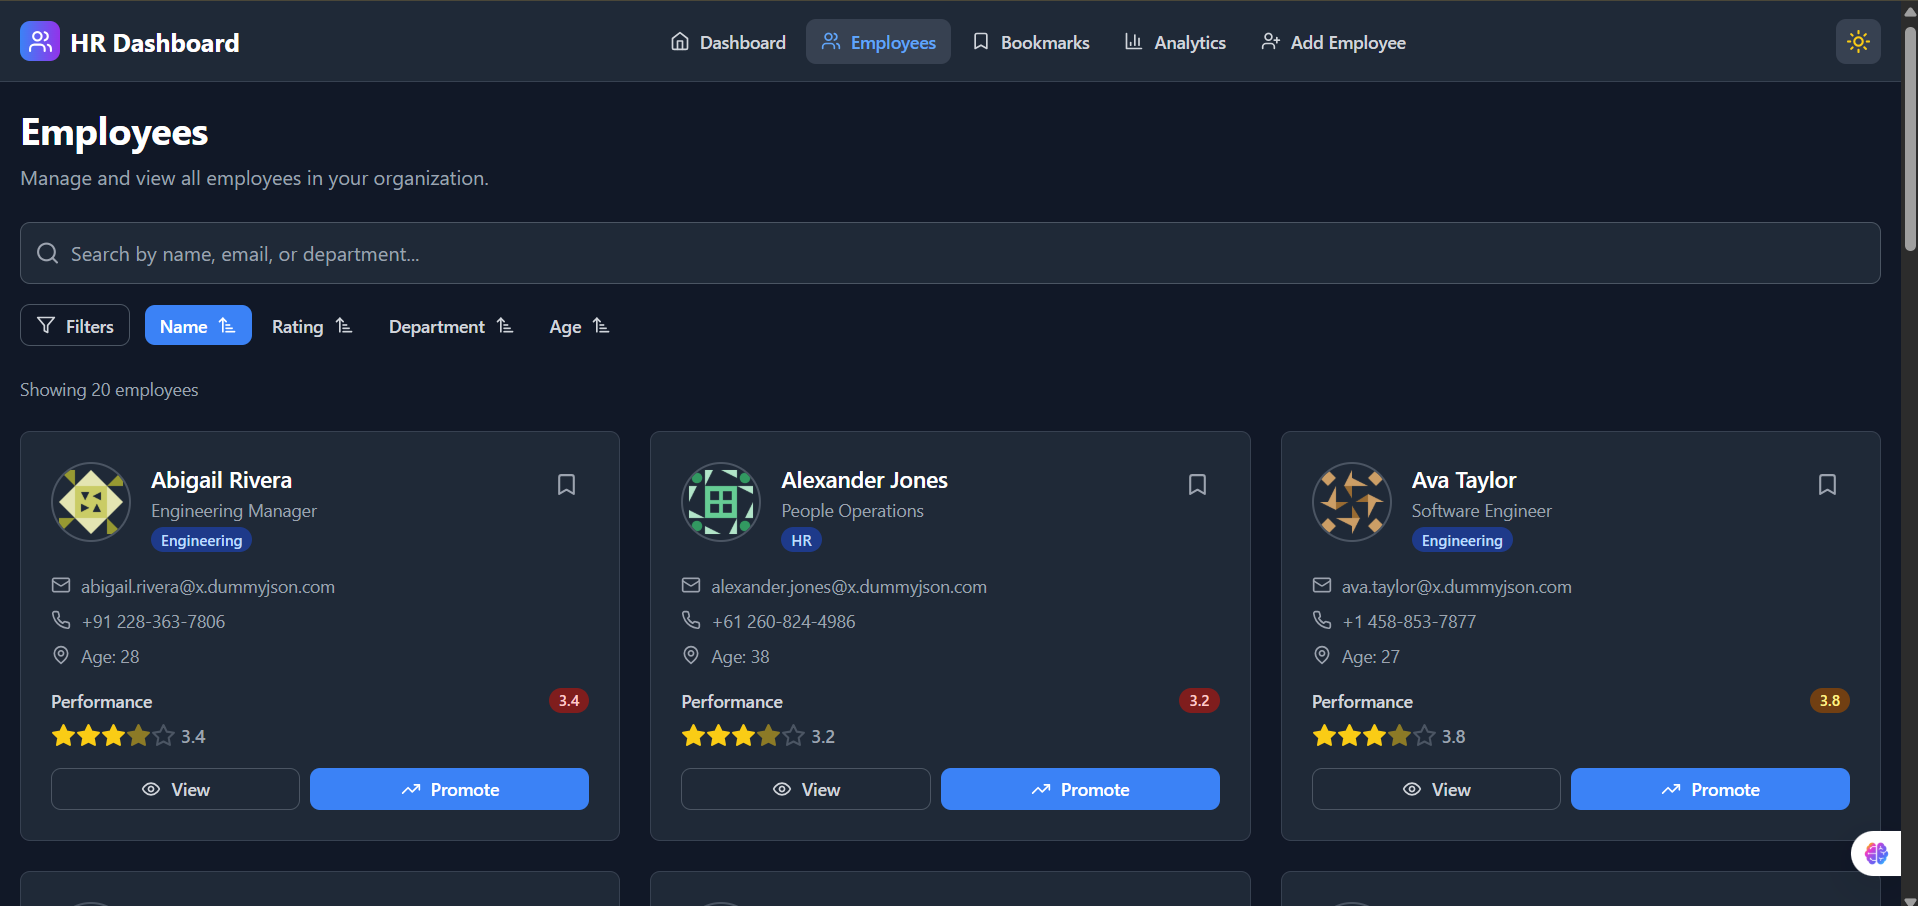 HR Dashboard
Dashboard
Employees
Bookmarks
Analytics
Add Employee
Employees
Manage and view all employees in your organization.
Search by name, email, or department...
Filters
Name
Rating
Department
Age
Showing 20 employees
Abigail Rivera
Engineering Manager
Engineering
abigail.rivera@x.dummyjson.com
+91 228-363-7806
Age: 28
Performance
3.4
3.4
View
Promote
Alexander Jones
People Operations
HR
alexander.jones@x.dummyjson.com
+61 260-824-4986
Age: 38
Performance
3.2
3.2
View
Promote
Ava Taylor
Software Engineer
Engineering
ava.taylor@x.dummyjson.com
+1 458-853-7877
Age: 27
Performance
3.8
3.8
View
Promote